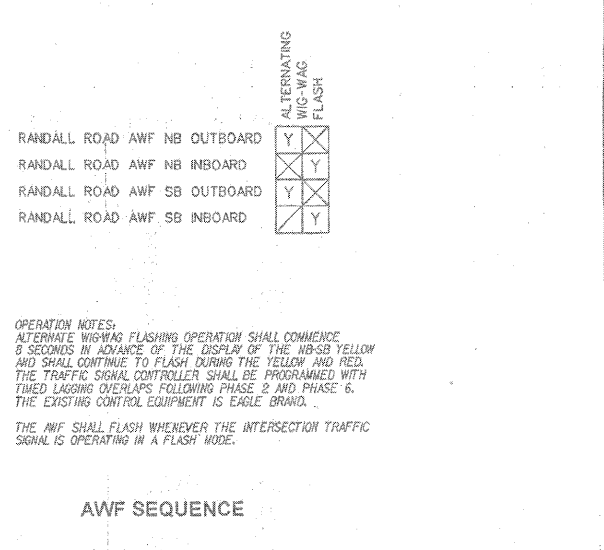 ALTERNATING
WIG-WAG
FLASH
RANDALL ROAD AWF NB OUTBOARD Y
RANDALL ROAD AWF NB INBOARD Y
RANDALL ROAD AWF SB OUTBOARD Y
RANDALL ROAD AWF SB INBOARD Y
OPERATION NOTES:
ALTERNATE WIG-WAG FLASHING OPERATION SHALL COMMENCE
8 SECONDS IN ADVANCE OF THE DISPLAY OF THE NB-SB YELLOW
AND SHALL CONTINUE TO FLASH DURING THE YELLOW AND RED.
THE TRAFFIC SIGNAL CONTROLLER SHALL BE PROGRAMMED WITH
TIMED LAGGING OVERLAPS FOLLOWING PHASE 2 AND PHASE 6.
THE EXISTING CONTROL EQUIPMENT IS EAGLE BRAND.
THE AWF SHALL FLASH WHENEVER THE INTERSECTION TRAFFIC
SIGNAL IS OPERATING IN A FLASH MODE.
AWF SEQUENCE